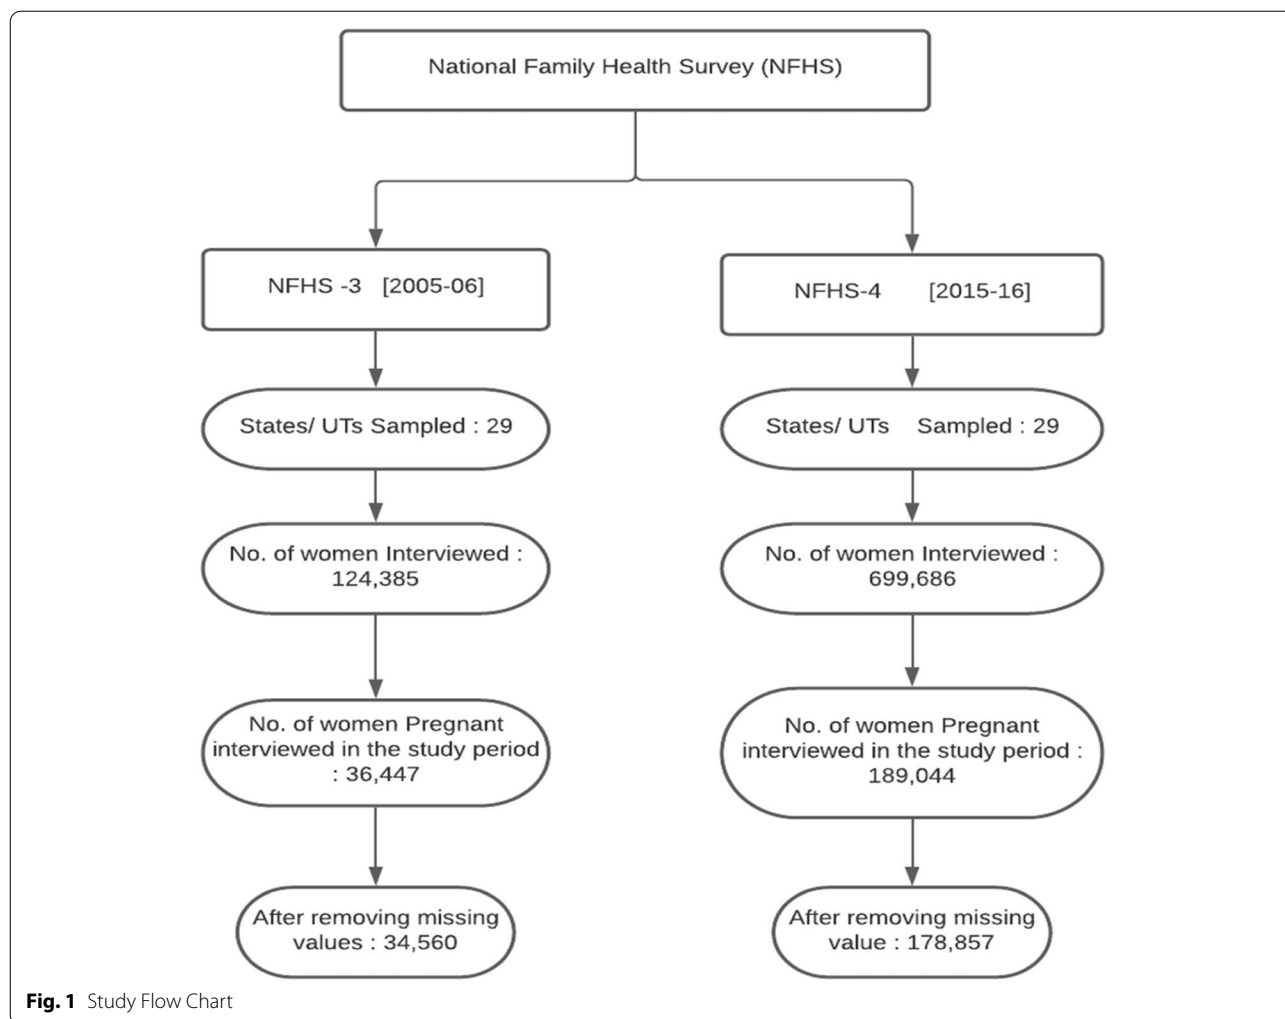 National Family Health Survey (NFHS)
NFHS -3 [2005-06]
NFHS-4 [2015-16]
States/ UTs Sampled : 29
States/ UTs Sampled : 29
No. of women Interviewed :
124,385
No. of women Interviewed :
699,686
No. of women Pregnant
interviewed in the study period
: 36,447
No. of women Pregnant
interviewed in the study period :
189,044
After removing missing
values : 34,560
After removing missing
value : 178,857
Fig. 1 Study Flow Chart